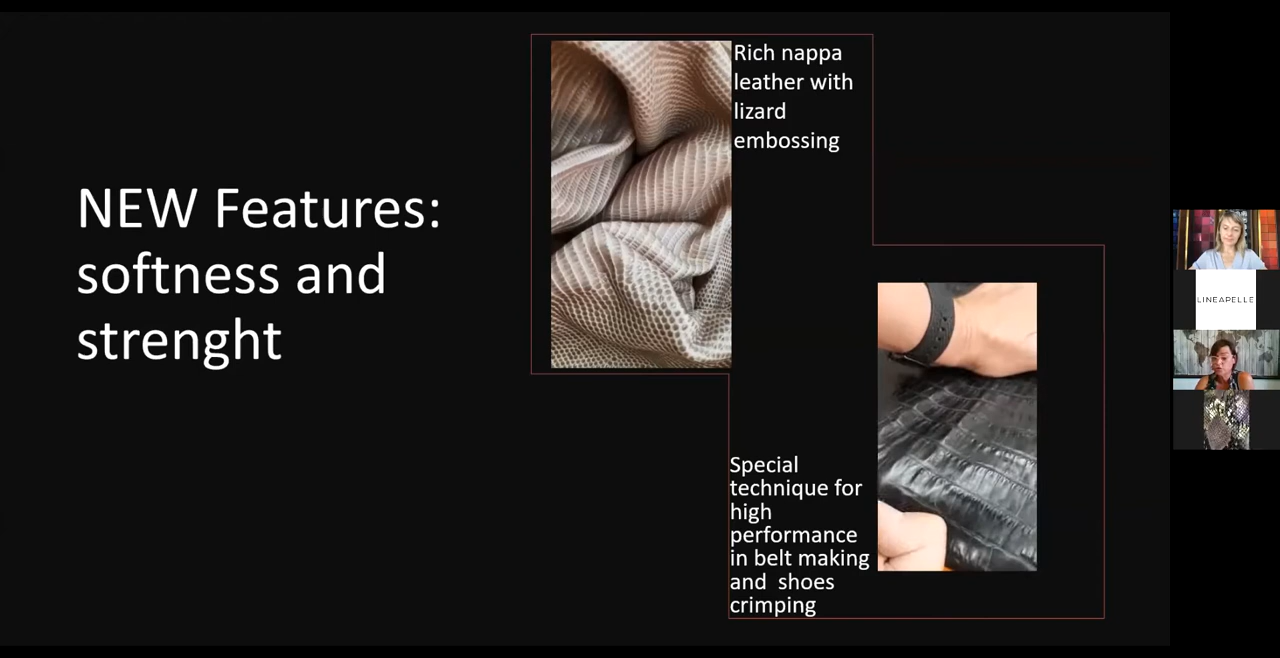 NEW Features:
softness and
strenght
Rich nappa
leather with
lizard
embossing
Special
technique for
high
performance
in belt making
and  shoes
crimping
LINEAPELLE